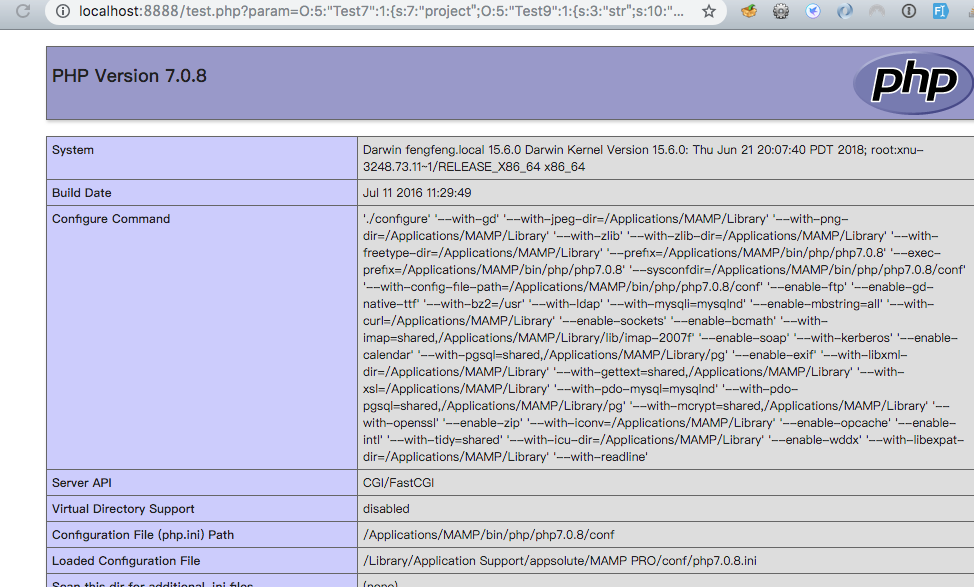 localhost:8888/test.php?param=O:5:"Test7":1:{s:7:"project";O:5:"Test9":1:{s:3:"str";s:10:"...
PHP Version 7.0.8
php
System
Darwin fengfeng.local 15.6.0 Darwin Kernel Version 15.6.0: Thu Jun 21 20:07:40 PDT 2018; root:xnu-
3248.73.11~1/RELEASE_X86_64 x86_64
Build Date
Jul 11 2016 11:29:49
Configure Command
'./configure' '--with-gd' '--with-jpeg-dir=/Applications/MAMP/Library' '--with-png-
dir=/Applications/MAMP/Library' '--with-zlib' '--with-zlib-dir=/Applications/MAMP/Library' '--with-
freetype-dir=/Applications/MAMP/Library' '--prefix=/Applications/MAMP/bin/php/php7.0.8' '--exec-
prefix=/Applications/MAMP/bin/php/php7.0.8' '--sysconfdir=/Applications/MAMP/bin/php/php7.0.8/conf'
'--with-config-file-path=/Applications/MAMP/bin/php/php7.0.8/conf' '--enable-ftp' '--enable-gd-
native-ttf' '--with-bz2=/usr' '--with-ldap' '--with-mysqli=mysqlnd' '--enable-mbstring=all' '--with-
curl=/Applications/MAMP/Library' '--enable-sockets' '--enable-bcmath' '--with-
imap=shared,/Applications/MAMP/Library/lib/imap-2007f' '--enable-soap' '--with-kerberos' '--enable-
calendar' '--with-pgsql=shared,/Applications/MAMP/Library/pg' '--enable-exif' '--with-libxml-
dir=/Applications/MAMP/Library' '--with-gettext=shared,/Applications/MAMP/Library' '--with-
xsl=/Applications/MAMP/Library' '--with-pdo-mysql=mysqlnd' '--with-pdo-
pgsql=shared,/Applications/MAMP/Library/pg' '--with-mcrypt=shared,/Applications/MAMP/Library' '--
with-openssl' '--enable-zip' '--with-iconv=/Applications/MAMP/Library' '--enable-opcache' '--enable-
intl' '--with-tidy=shared' '--with-icu-dir=/Applications/MAMP/Library' '--enable-wddx' '--with-libexpat-
dir=/Applications/MAMP/Library' '--with-readline'
Server API
CGI/FastCGI
Virtual Directory Support
disabled
Configuration File (php.ini) Path
/Applications/MAMP/bin/php/php7.0.8/conf
Loaded Configuration File
/Library/Application Support/appsolute/MAMP PRO/conf/php7.0.8.ini
Scan this dir for additional .ini files
(none)